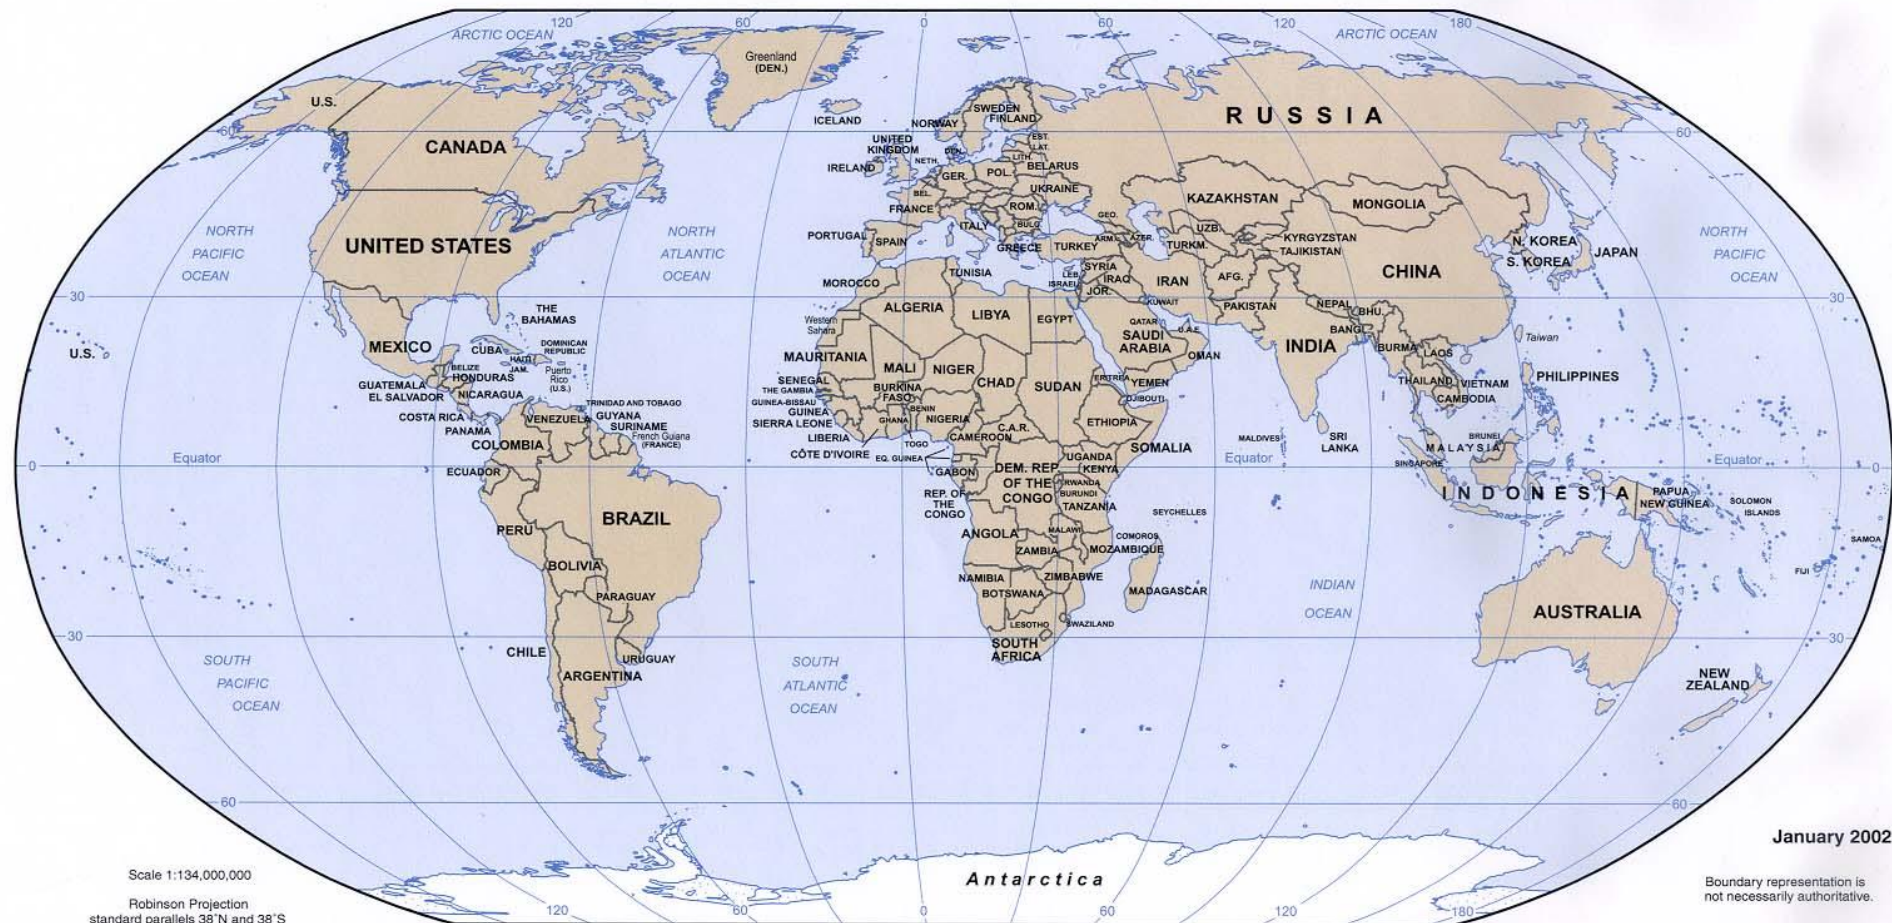 120
60
0
60
120
180
ARCTIC OCEAN
ARCTIC OCEAN
Greenland
(DEN.)
U.S.
ICELAND
SWEDEN
FINLAND
NORWAY
RUSSIA
60
60
CANADA
UNITED
KINGDOM
IRELAND
NETH.
DEN.
EST.
LAT.
LITH.
BELARUS
GER.
POL.
UKRAINE
BEL.
FRANCE
ROM.
KAZAKHSTAN
MONGOLIA
ITALY
BULG.
GEO.
PORTUGAL
SPAIN
GREECE
TURKEY
ARM.
AZER.
UZB.
TURKM.
KYRGYZSTAN
TAJIKISTAN
N. KOREA
S. KOREA
JAPAN
NORTH
PACIFIC
OCEAN
UNITED STATES
NORTH
ATLANTIC
OCEAN
NORTH
PACIFIC
OCEAN
MOROCCO
TUNISIA
LEB.
ISRAEL
SYRIA
IRAQ
JOR.
IRAN
AFG.
CHINA
30
30
Western
Sahara
ALGERIA
LIBYA
EGYPT
KUWAIT
QATAR
U.A.E.
SAUDI
ARABIA
OMAN
PAKISTAN
NEPAL
BHU.
BANGL.
INDIA
BURMA
LAOS
Taiwan
U.S.
MEXICO
THE
BAHAMAS
CUBA
DOMINICAN
REPUBLIC
HAITI
JAM.
Puerto
Rico
(U.S.)
BELIZE
HONDURAS
GUATEMALA
EL SALVADOR
NICARAGUA
COSTA RICA
PANAMA
TRINIDAD AND TOBAGO
VENEZUELA
GUYANA
SURINAME
French Guiana
(FRANCE)
COLOMBIA
ECUADOR
MAURITANIA
MALI
NIGER
CHAD
SUDAN
ERITREA
YEMEN
DJIBOUTI
SENEGAL
THE GAMBIA
GUINEA-BISSAU
GUINEA
SIERRA LEONE
LIBERIA
CÔTE D'IVOIRE
BURKINA
FASO
GHANA
BENIN
TOGO
NIGERIA
C.A.R.
CAMEROON
EQ. GUINEA
ETHIOPIA
SOMALIA
UGANDA
KENYA
GABON
REP. OF
THE
CONGO
DEM. REP.
OF THE
CONGO
RWANDA
BURUNDI
TANZANIA
THAILAND
VIETNAM
CAMBODIA
PHILIPPINES
MALDIVES
SRI
LANKA
BRUNEI
MALAYSIA
SINGAPORE
INDONESIA
PAPUA
NEW GUINEA
SOLOMON
ISLANDS
0
Equator
Equator
Equator
0
PERU
BRAZIL
BOLIVIA
PARAGUAY
CHILE
ARGENTINA
URUGUAY
ANGOLA
MALAWI
ZAMBIA
MOZAMBIQUE
COMOROS
SEYCHELLES
NAMIBIA
ZIMBABWE
BOTSWANA
MADAGASCAR
LESOTHO
SWAZILAND
SOUTH
AFRICA
INDIAN
OCEAN
AUSTRALIA
SAMOA
FIJI
30
30
SOUTH
PACIFIC
OCEAN
SOUTH
ATLANTIC
OCEAN
NEW
ZEALAND
60
60
Antarctica
120
60
0
60
120
180
January 2002
Scale 1:134,000,000
Robinson Projection
standard parallels 38°N and 38°S
Boundary representation is
not necessarily authoritative.